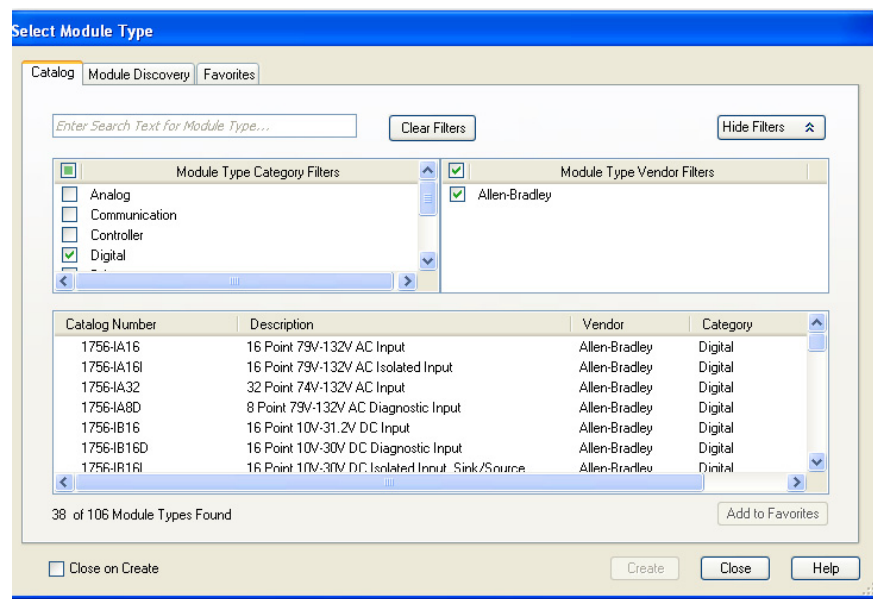 Select Module Type
Catalog Module Discovery Favorites
Enter Search Text for Module Type... Clear Filters Hide Filters
Module Type Category Filters Module Type Vendor Filters
Analog Allen-Bradley
Communication
Controller
Digital
Catalog Number Description Vendor Category
1756-IA16 16 Point 79V-132V AC Input Allen-Bradley Digital
1756-IA16I 16 Point 79V-132V AC Isolated Input Allen-Bradley Digital
1756-IA32 32 Point 74V-132V AC Input Allen-Bradley Digital
1756-IA8D 8 Point 79V-132V AC Diagnostic Input Allen-Bradley Digital
1756-IB16 16 Point 10V-31.2V DC Input Allen-Bradley Digital
1756-IB16D 16 Point 10V-30V DC Diagnostic Input Allen-Bradley Digital
1756-IB16I 16 Point 10V-30V DC Isolated Input, Sink/Source Allen-Bradley Digital
38 of 106 Module Types Found Add to Favorites
Close on Create Create Close Help